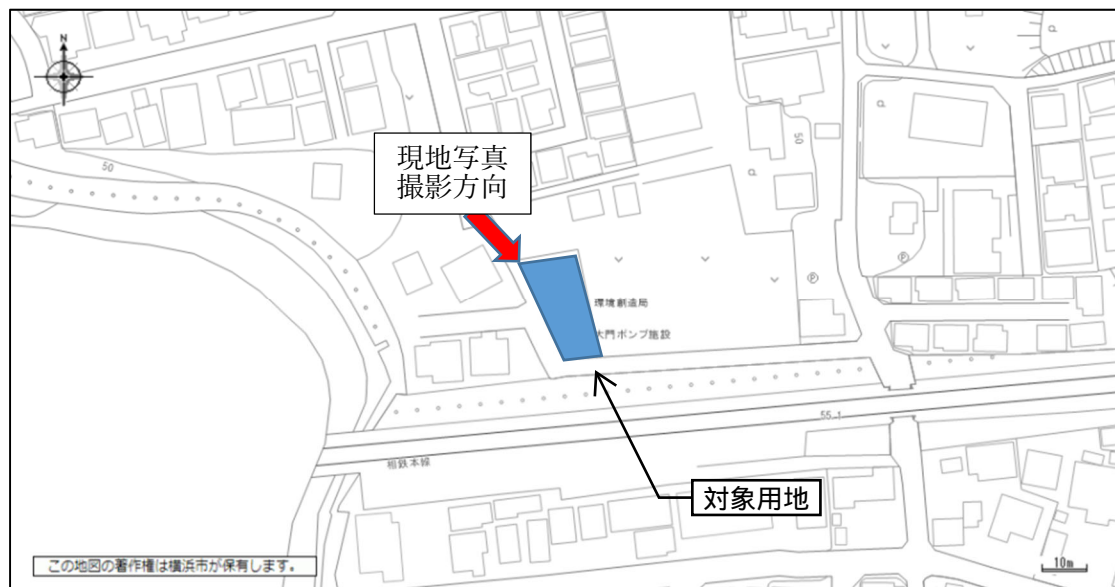 N
50
現地写真
撮影方向
50
P
P
環境創造局
大門ポンプ施設
55.1
相鉄本線
対象用地
この地図の著作権は横浜市が保有します。
10m